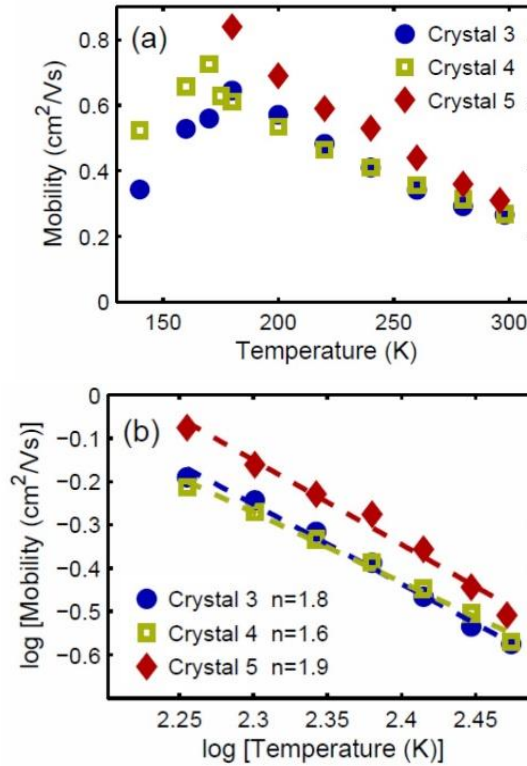 (a)
Crystal 3
Crystal 4
Crystal 5
Mobility (cm²/Vs)
0.8
0.6
0.4
0.2
0
150 200 250 300
Temperature (K)
(b)
log [Mobility (cm²/Vs)]
0
−0.1
−0.2
−0.3
−0.4
−0.5
−0.6
Crystal 3 n=1.8
Crystal 4 n=1.6
Crystal 5 n=1.9
2.25 2.3 2.35 2.4 2.45
log [Temperature (K)]